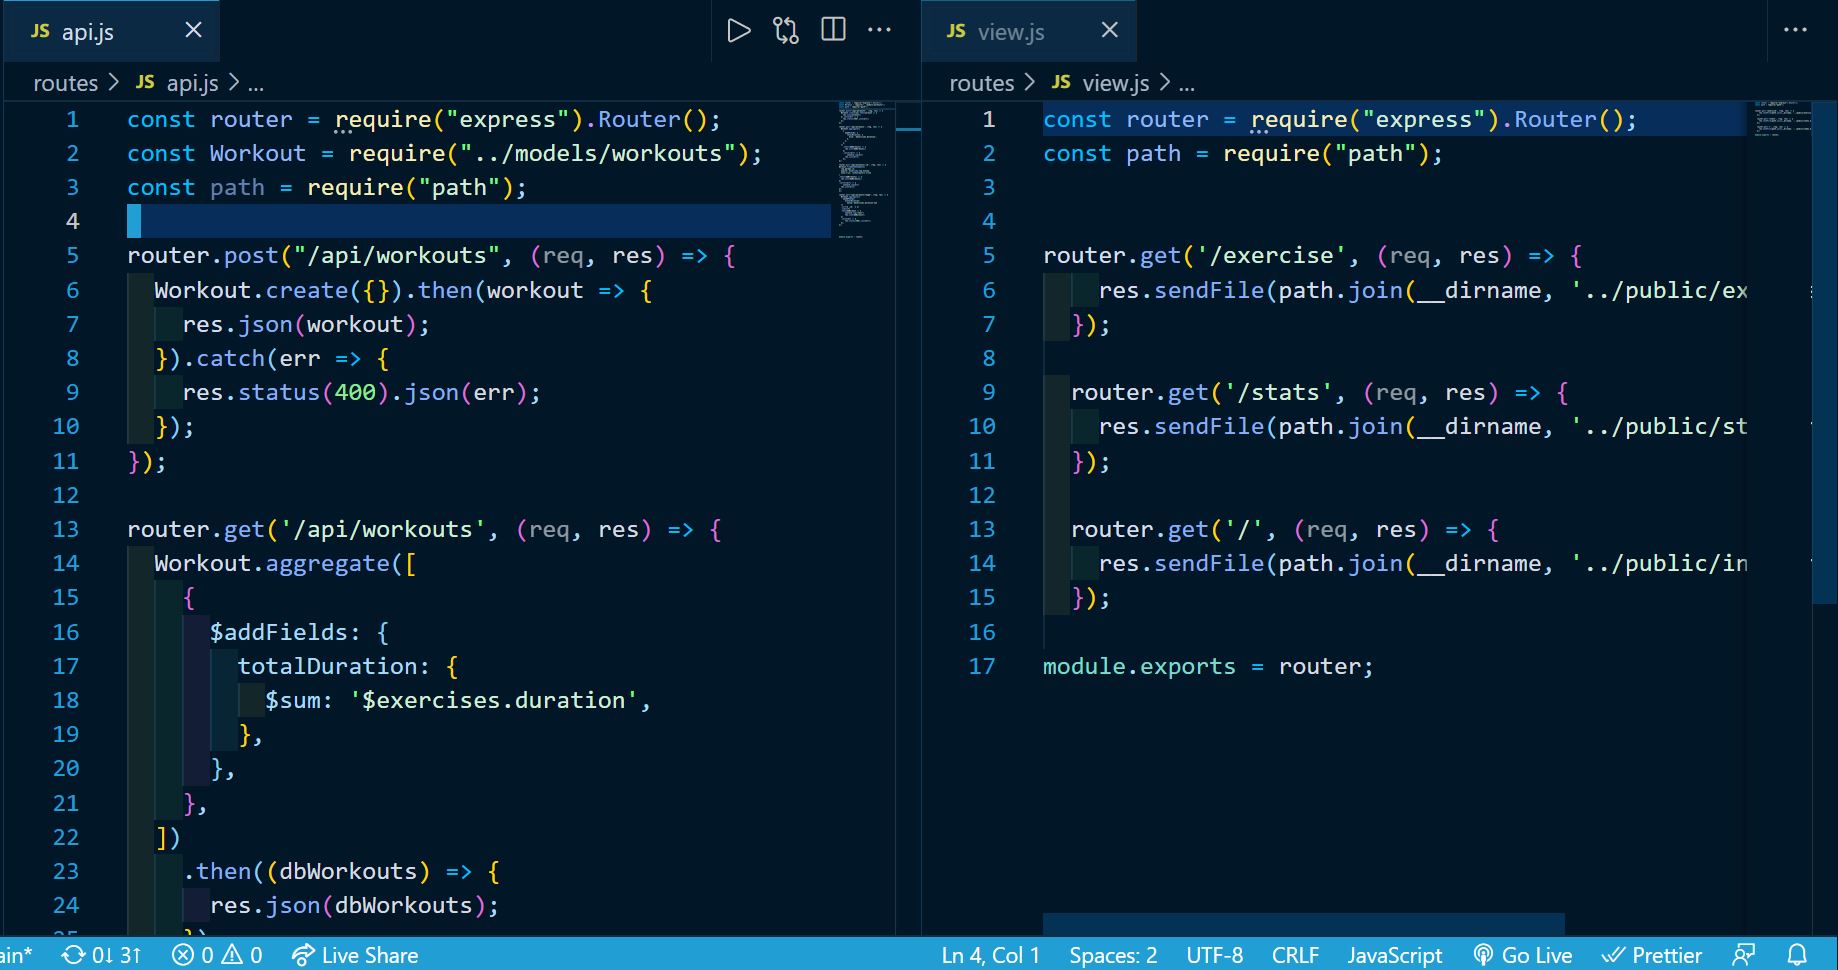 JS api.js
routes > JS api.js > ...
1 const router = require("express").Router();
2 const Workout = require("../models/workouts");
3 const path = require("path");
4
5 router.post("/api/workouts", (req, res) => {
6 Workout.create({}).then(workout => {
7 res.json(workout);
8 }).catch(err => {
9 res.status(400).json(err);
10 });
11 });
12
13 router.get('/api/workouts', (req, res) => {
14 Workout.aggregate([
15 {
16 $addFields: {
17 totalDuration: {
18 $sum: '$exercises.duration',
19 },
20 },
21 },
22 ])
23 .then((dbWorkouts) => {
24 res.json(dbWorkouts);
JS view.js
routes > JS view.js > ...
1 const router = require("express").Router();
2 const path = require("path");
3
4
5 router.get('/exercise', (req, res) => {
6 res.sendFile(path.join(__dirname, '../public/ex
7 });
8
9 router.get('/stats', (req, res) => {
10 res.sendFile(path.join(__dirname, '../public/st
11 });
12
13 router.get('/', (req, res) => {
14 res.sendFile(path.join(__dirname, '../public/in
15 });
16
17 module.exports = router;
ain* 0↓ 3↑ 0 0 Live Share Ln 4, Col 1 Spaces: 2 UTF-8 CRLF JavaScript Go Live Prettier